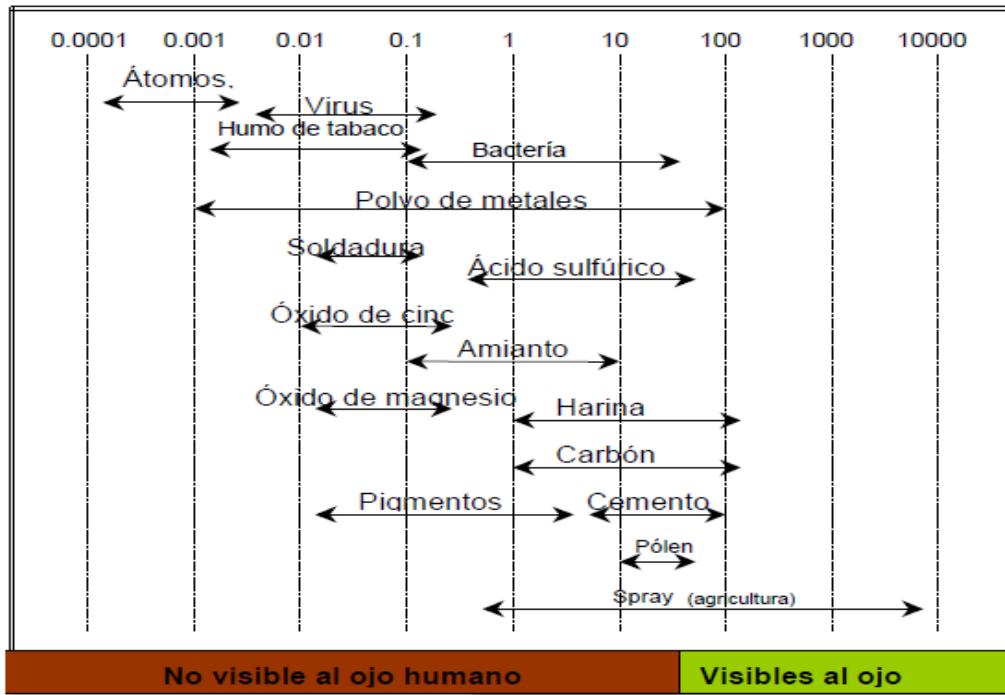 0.0001 0.001 0.01 0.1 1 10 100 1000 10000
Átomos,
Virus
Humo de tabaco
Bactería
Polvo de metales
Soldadura
Ácido sulfúrico
Óxido de cinc
Amianto
Óxido de magnesio
Harina
Carbón
Pigmentos Cemento
Pólen
Spray (agricultura)
No visible al ojo humano Visibles al ojo